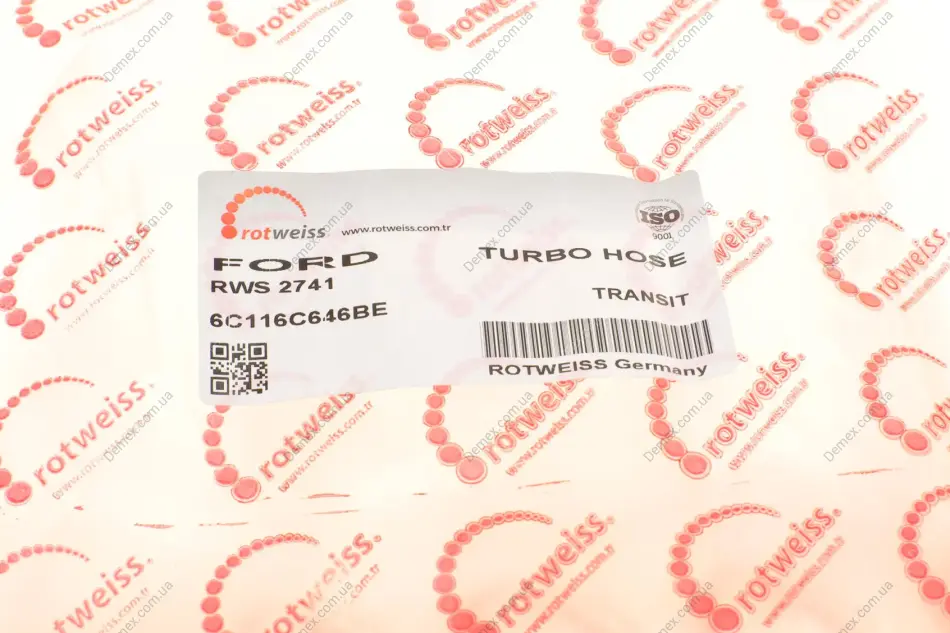 rotweiss
www.rotweiss.com.tr
ISO
9001
FORD
TURBO HOSE
RWS 2741
TRANSIT
6C116C646BE
ROTWEISS Germany
rotweiss.
www.rotweiss.com.tr
Demex.com.ua